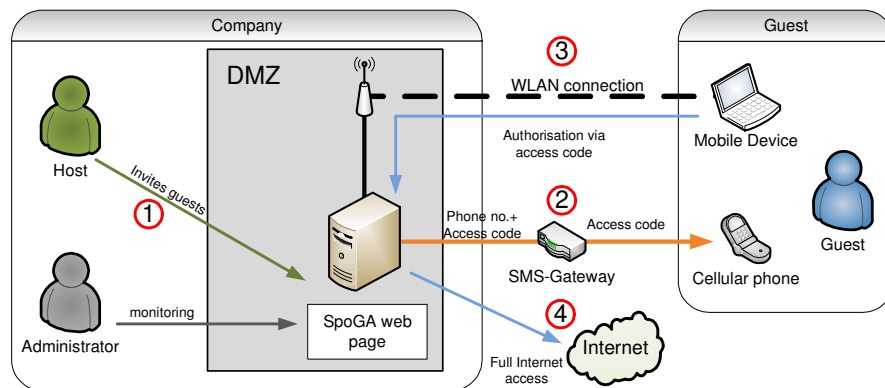 Company
Guest
DMZ
3
WLAN connection
Authorisation via
access code
Mobile Device
Host
Invites guests
1
Phone no.+
Access code
2
Access code
SMS-Gateway
Cellular phone
Guest
Administrator
monitoring
SpoGA web
page
4
Full Internet
access
Internet